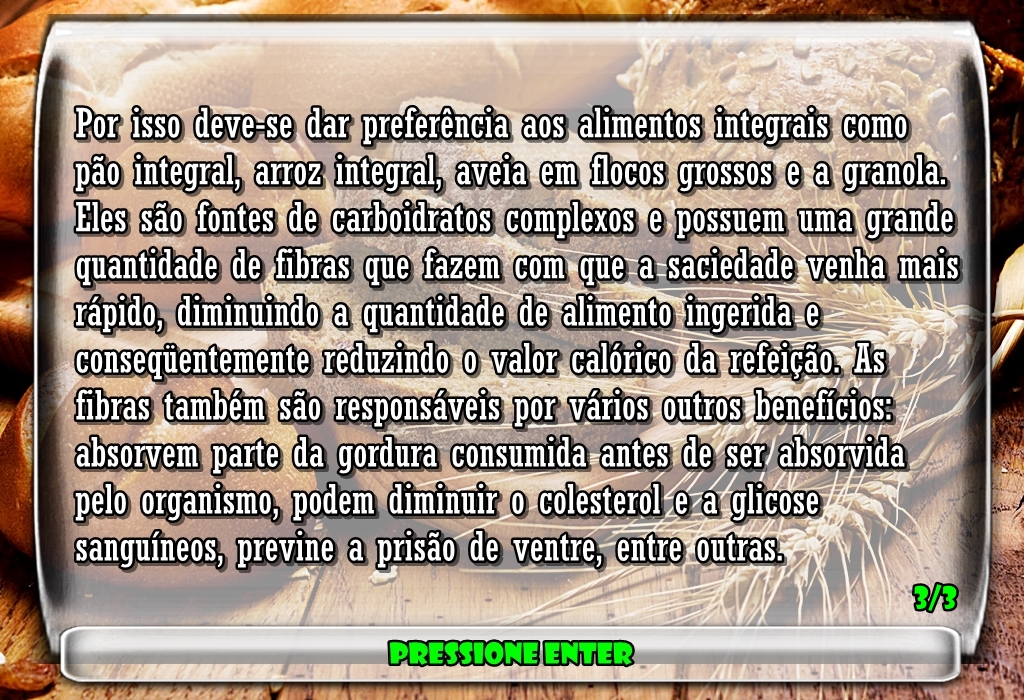 Por isso deve-se dar preferência aos alimentos integrais como
pão integral, arroz integral, aveia em flocos grossos e a granola.
Eles são fontes de carboidratos complexos e possuem uma grande
quantidade de fibras que fazem com que a saciedade venha mais
rápido, diminuindo a quantidade de alimento ingerida e
conseqüentemente reduzindo o valor calórico da refeição. As
fibras também são responsáveis por vários outros benefícios:
absorvem parte da gordura consumida antes de ser absorvida
pelo organismo, podem diminuir o colesterol e a glicose
sanguíneos, previne a prisão de ventre, entre outras.
3/3
PRESSIONE ENTER